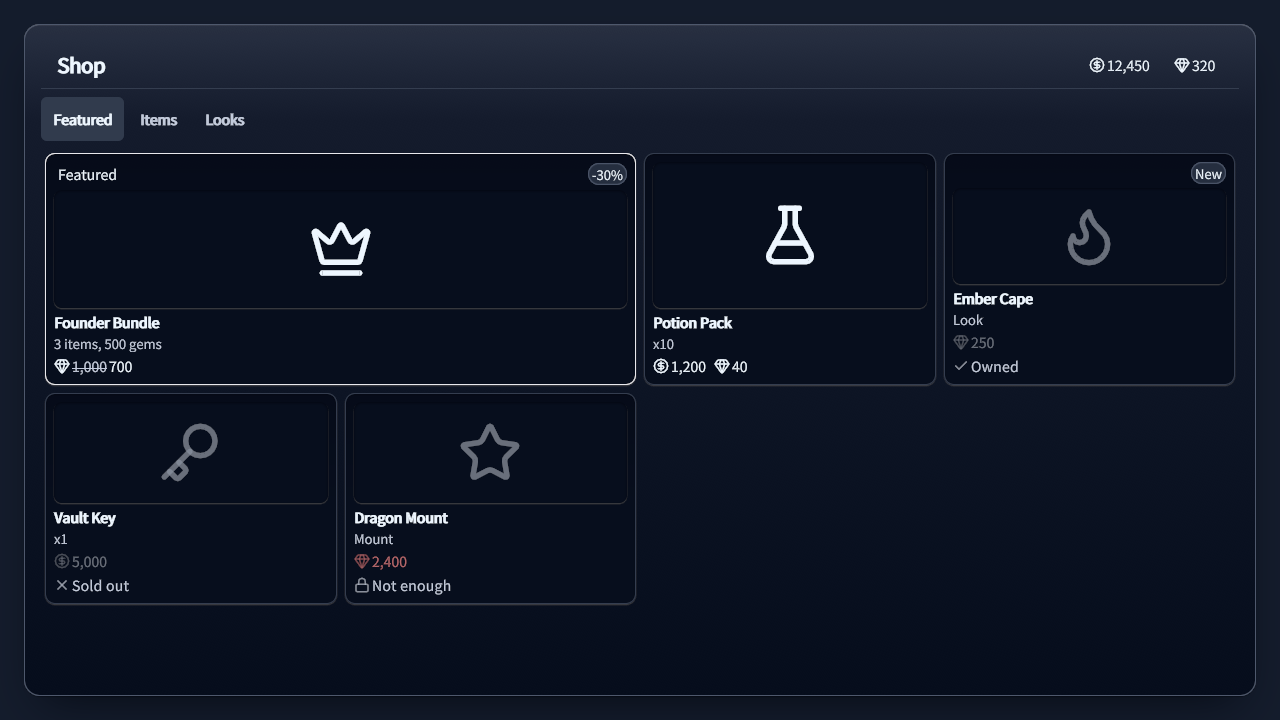 Shop
12,450 320
Featured Items Looks
Featured -30%
Founder Bundle
3 items, 500 gems
1,000 700
Potion Pack
x10
1,200 40
New
Ember Cape
Look
250
Owned
Vault Key
x1
5,000
Sold out
Dragon Mount
Mount
2,400
Not enough